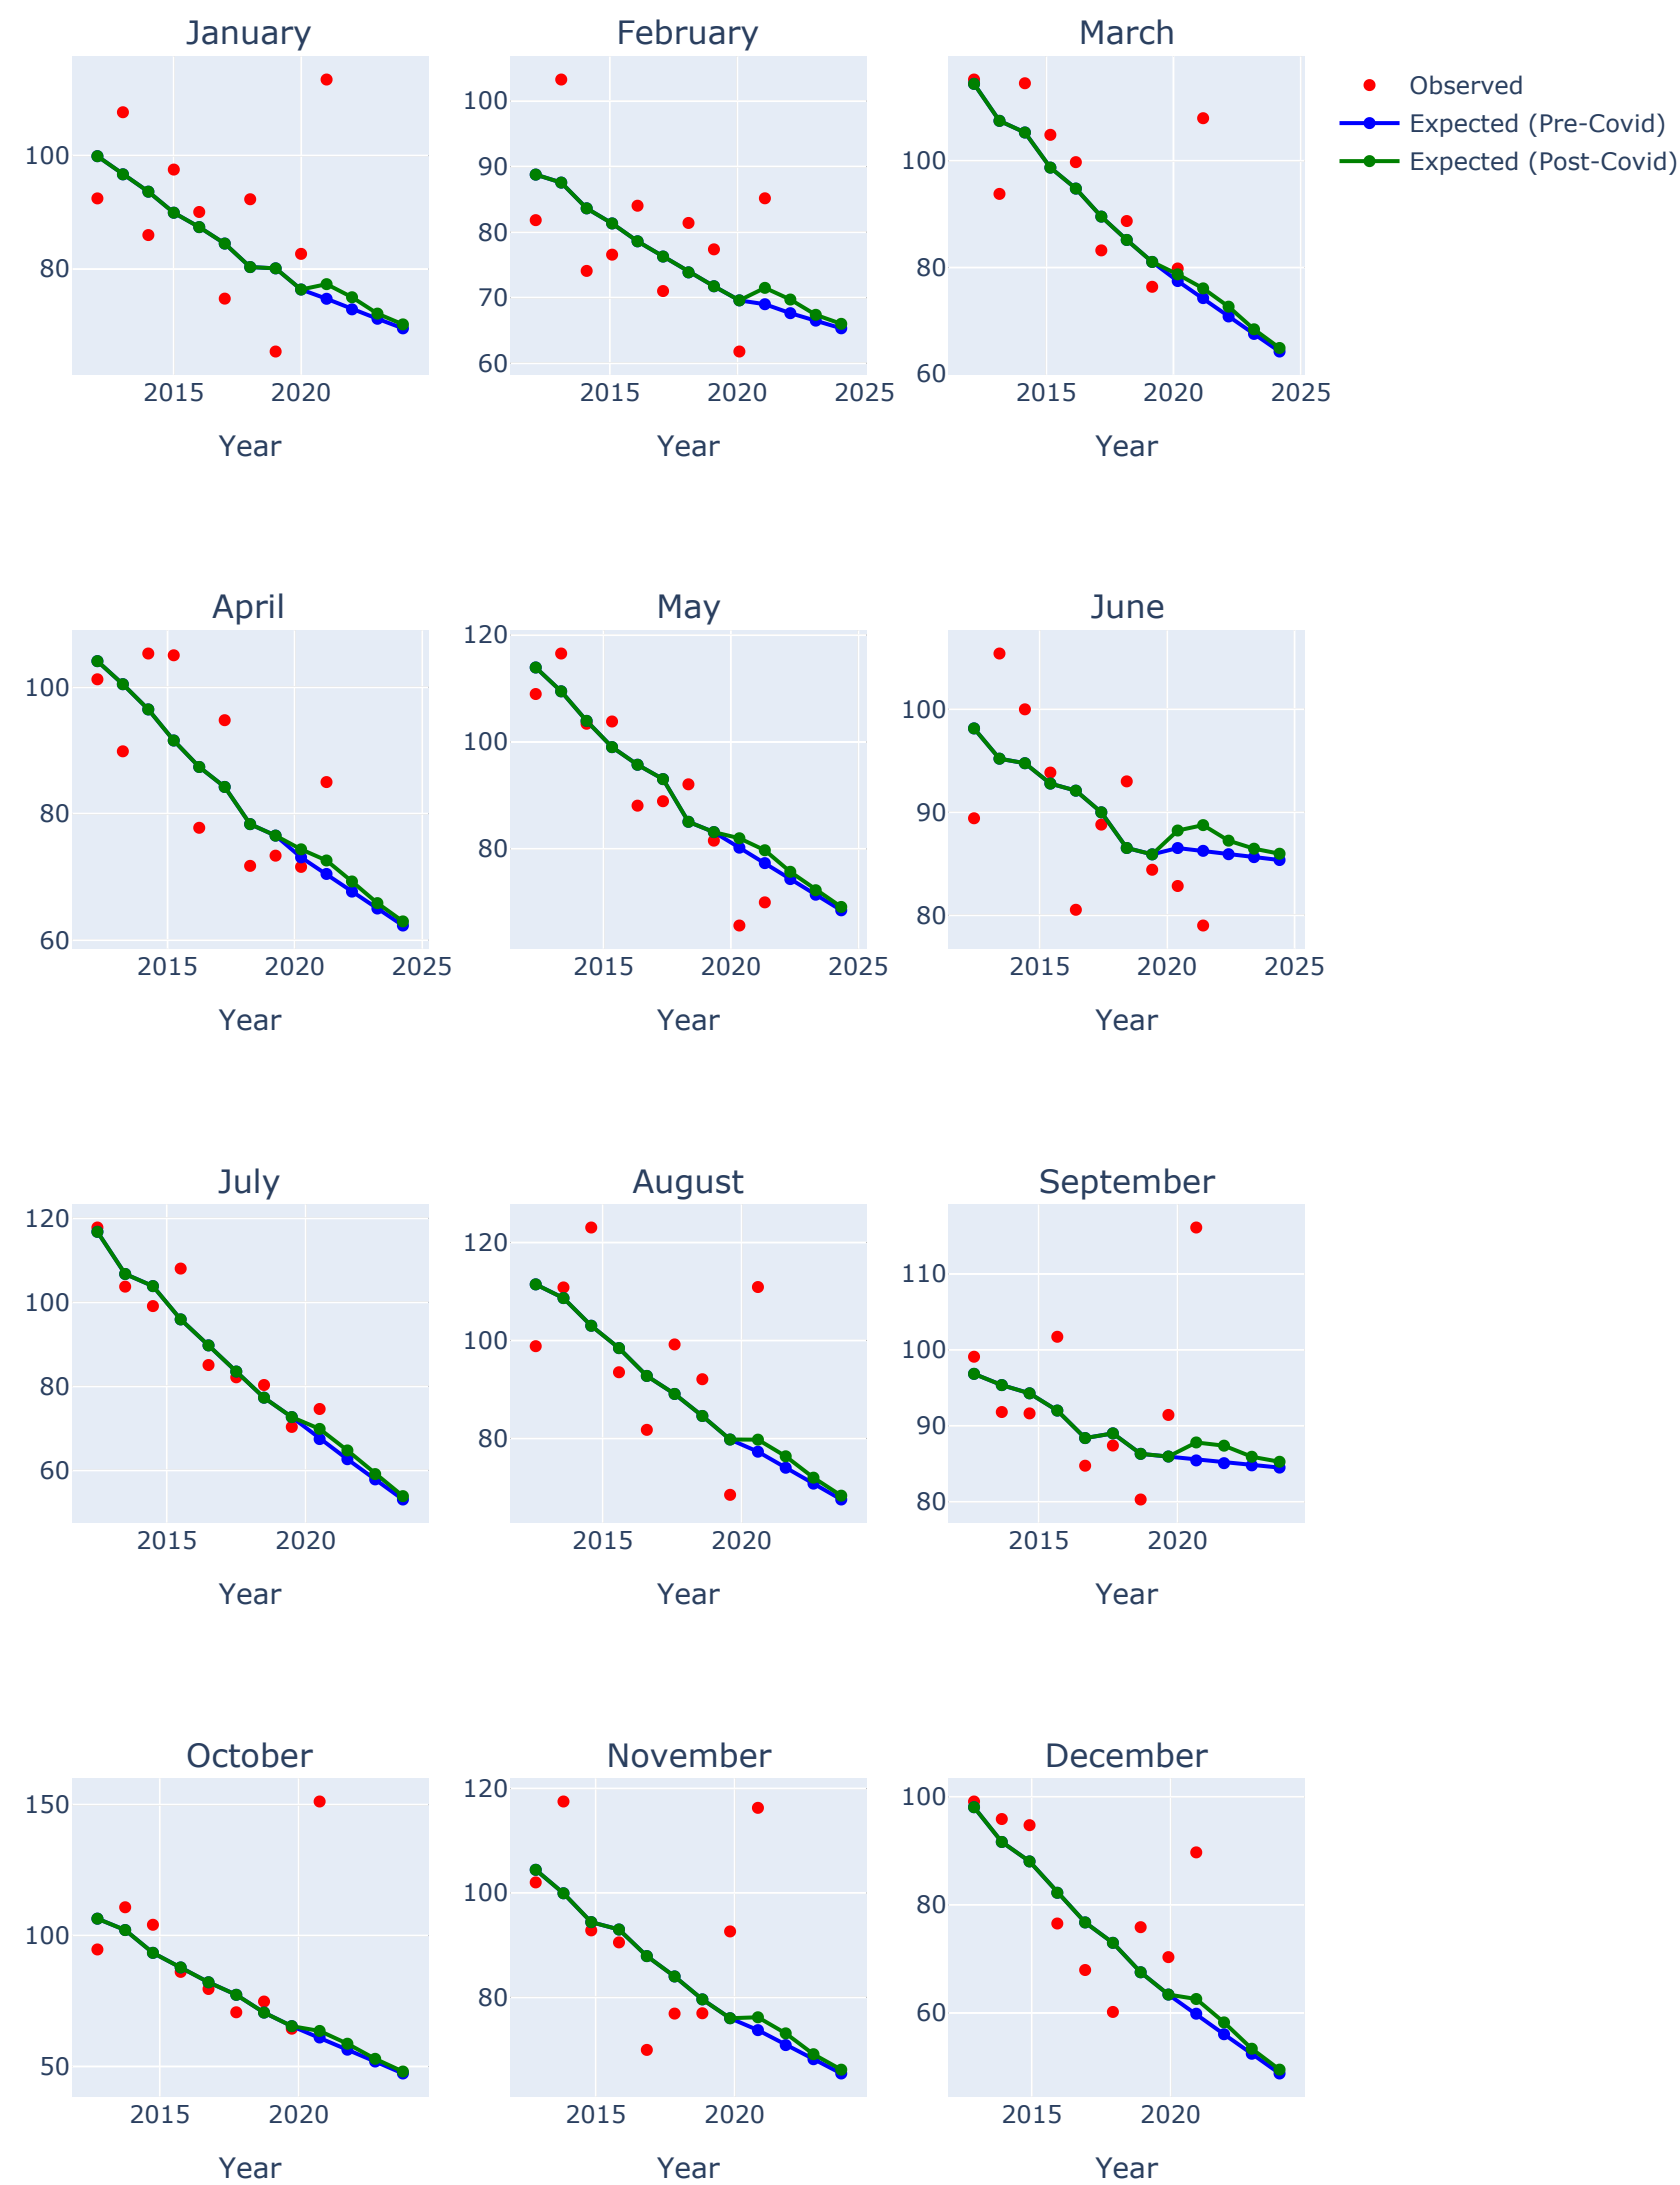 January
February
March
100
80
2015
2020
Year
100
90
80
70
60
2015
2020
2025
Year
100
80
60
2015
2020
2025
Year
Observed
Expected (Pre-Covid)
Expected (Post-Covid)
April
May
June
100
80
60
2015
2020
2025
Year
120
100
80
2015
2020
2025
Year
100
90
80
2015
2020
2025
Year
July
August
September
120
100
80
60
2015
2020
Year
120
100
80
2015
2020
Year
110
100
90
80
2015
2020
Year
October
November
December
150
100
50
2015
2020
Year
120
100
80
2015
2020
Year
100
80
60
2015
2020
Year